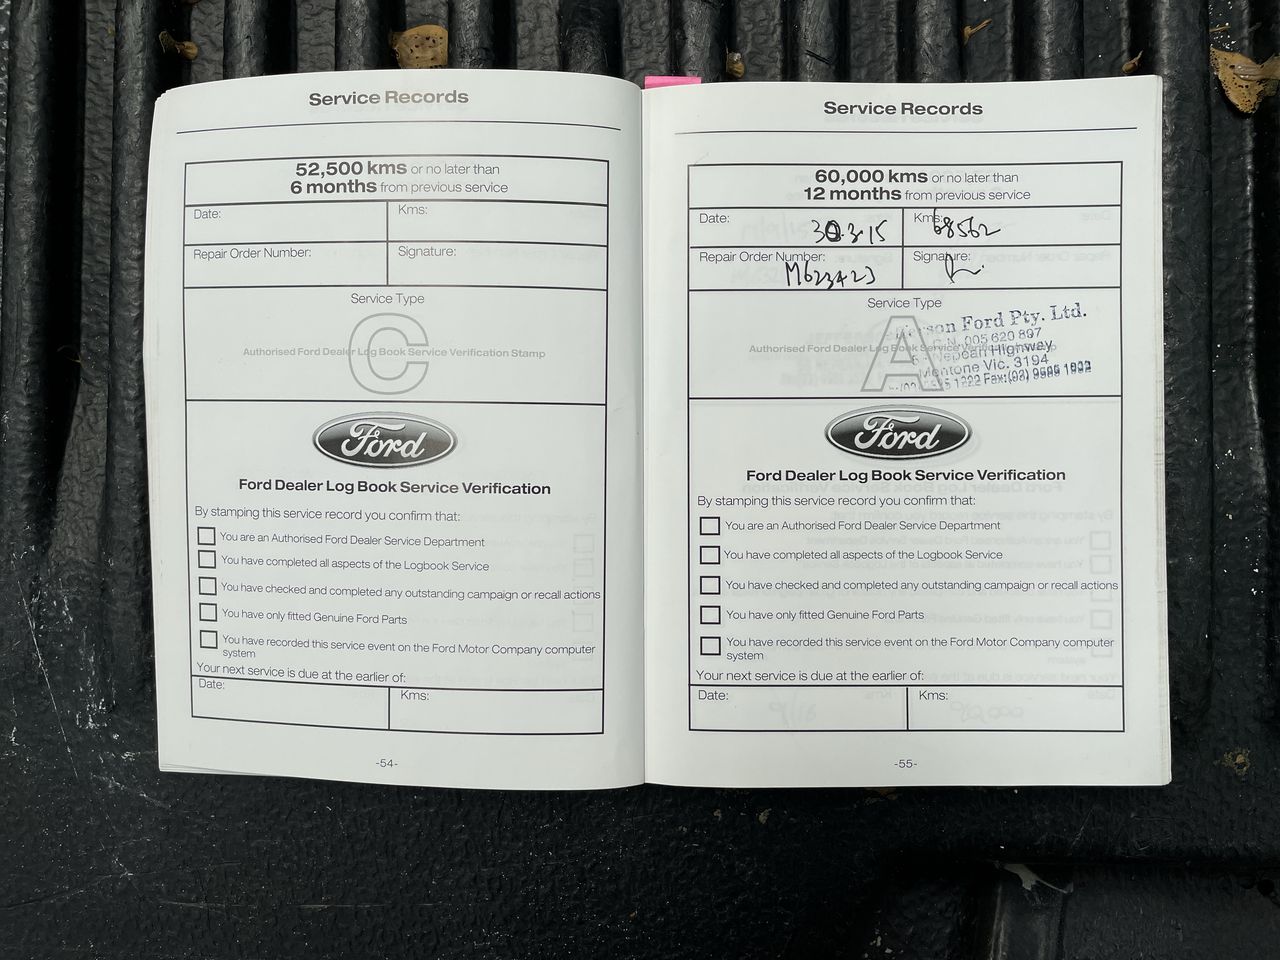 Service Records
52,500 kms or no later than
6 months from previous service
Date:
Kms:
Repair Order Number:
Signature:
Service Type
C
Authorised Ford Dealer Log Book Service Verification Stamp
Ford
Ford Dealer Log Book Service Verification
By stamping this service record you confirm that:
You are an Authorised Ford Dealer Service Department
You have completed all aspects of the Logbook Service
You have checked and completed any outstanding campaign or recall actions
You have only fitted Genuine Ford Parts
You have recorded this service event on the Ford Motor Company computer
system
Your next service is due at the earlier of:
Date:
Kms:
-54-
Service Records
60,000 kms or no later than
12 months from previous service
Date: 30.3.15
Kms: 68562
Repair Order Number: M623423
Signature:
Service Type
A
Authorised Ford Dealer Log Book Service
Ford Pty. Ltd.
005 620 897
Nepean Highway
Mentone Vic. 3194
1222 Fax:(03) 9585 1892
Ford
Ford Dealer Log Book Service Verification
By stamping this service record you confirm that:
You are an Authorised Ford Dealer Service Department
You have completed all aspects of the Logbook Service
You have checked and completed any outstanding campaign or recall actions
You have only fitted Genuine Ford Parts
You have recorded this service event on the Ford Motor Company computer
system
Your next service is due at the earlier of:
Date:
Kms:
-55-